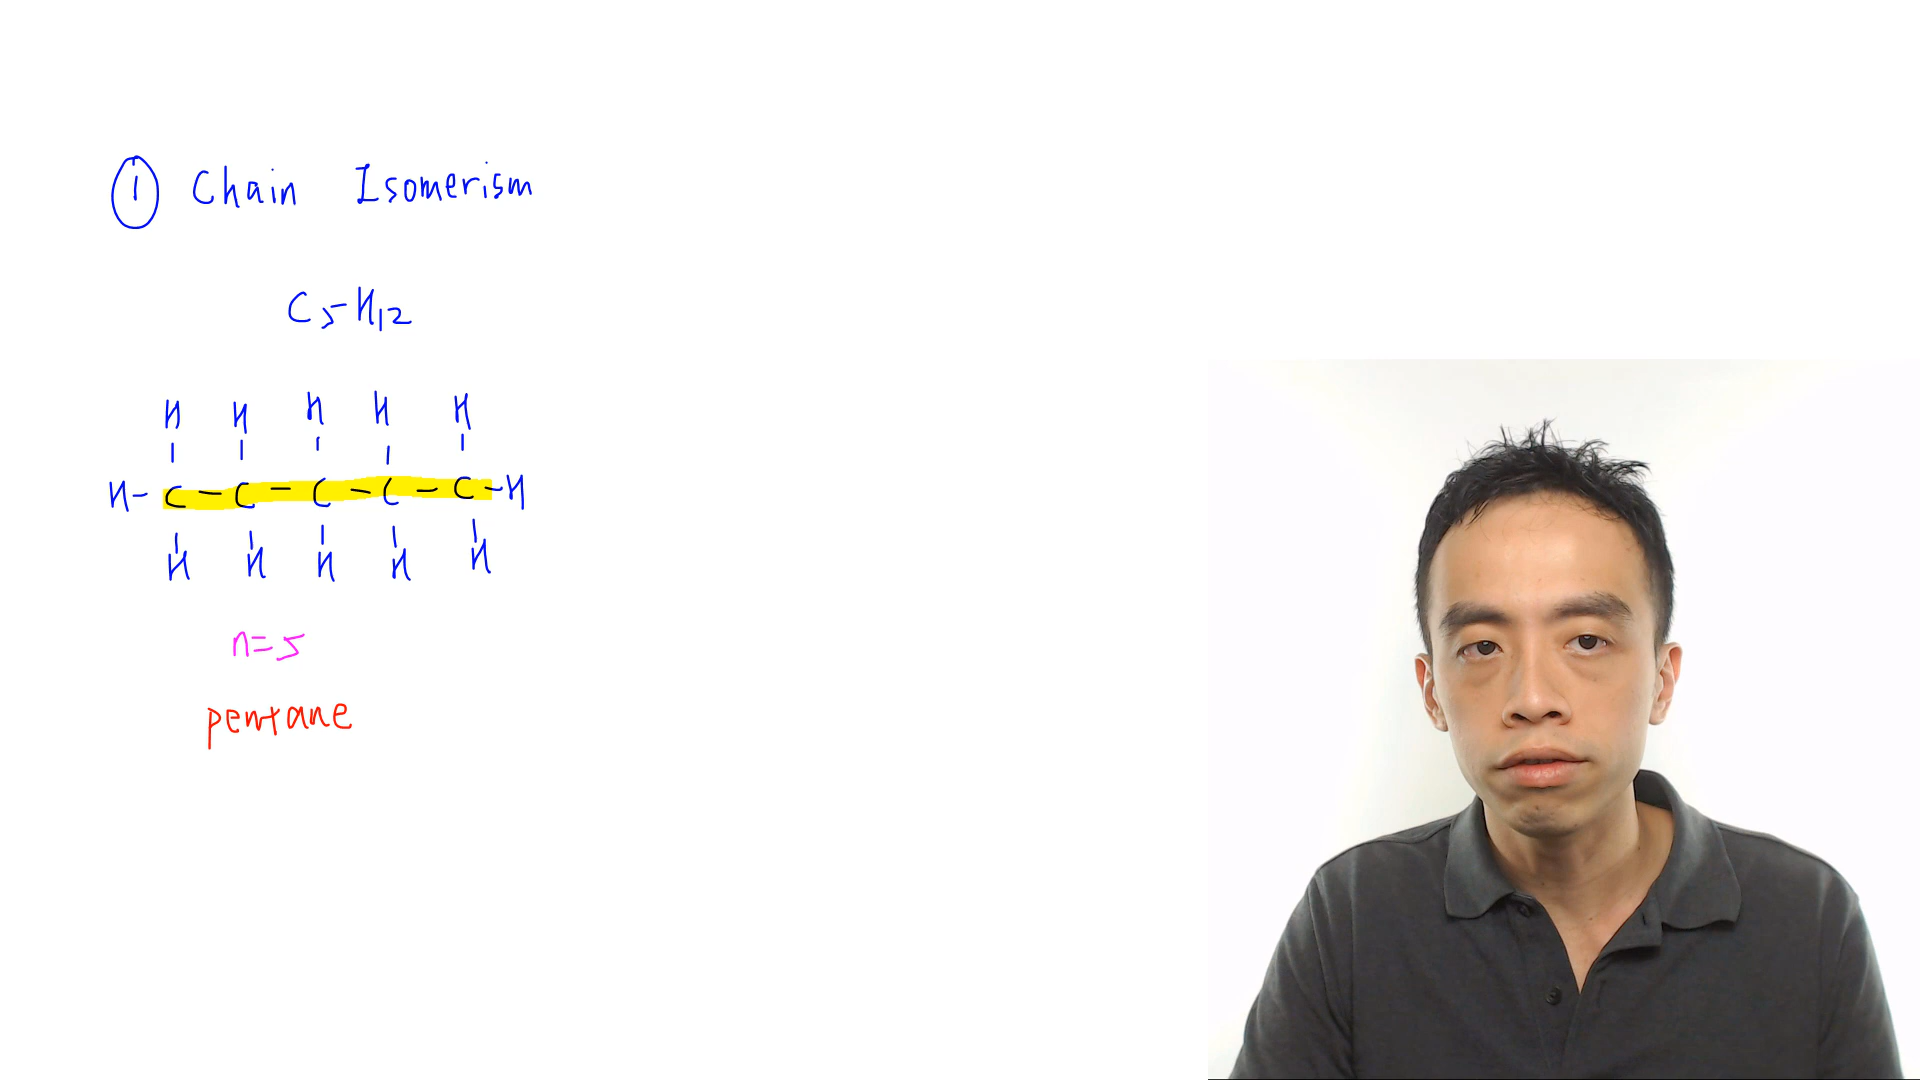 ① Chain Isomerism
C5H12
H H H H H
H-C-C-C-C-C-H
H H H H H
n=5
pentane